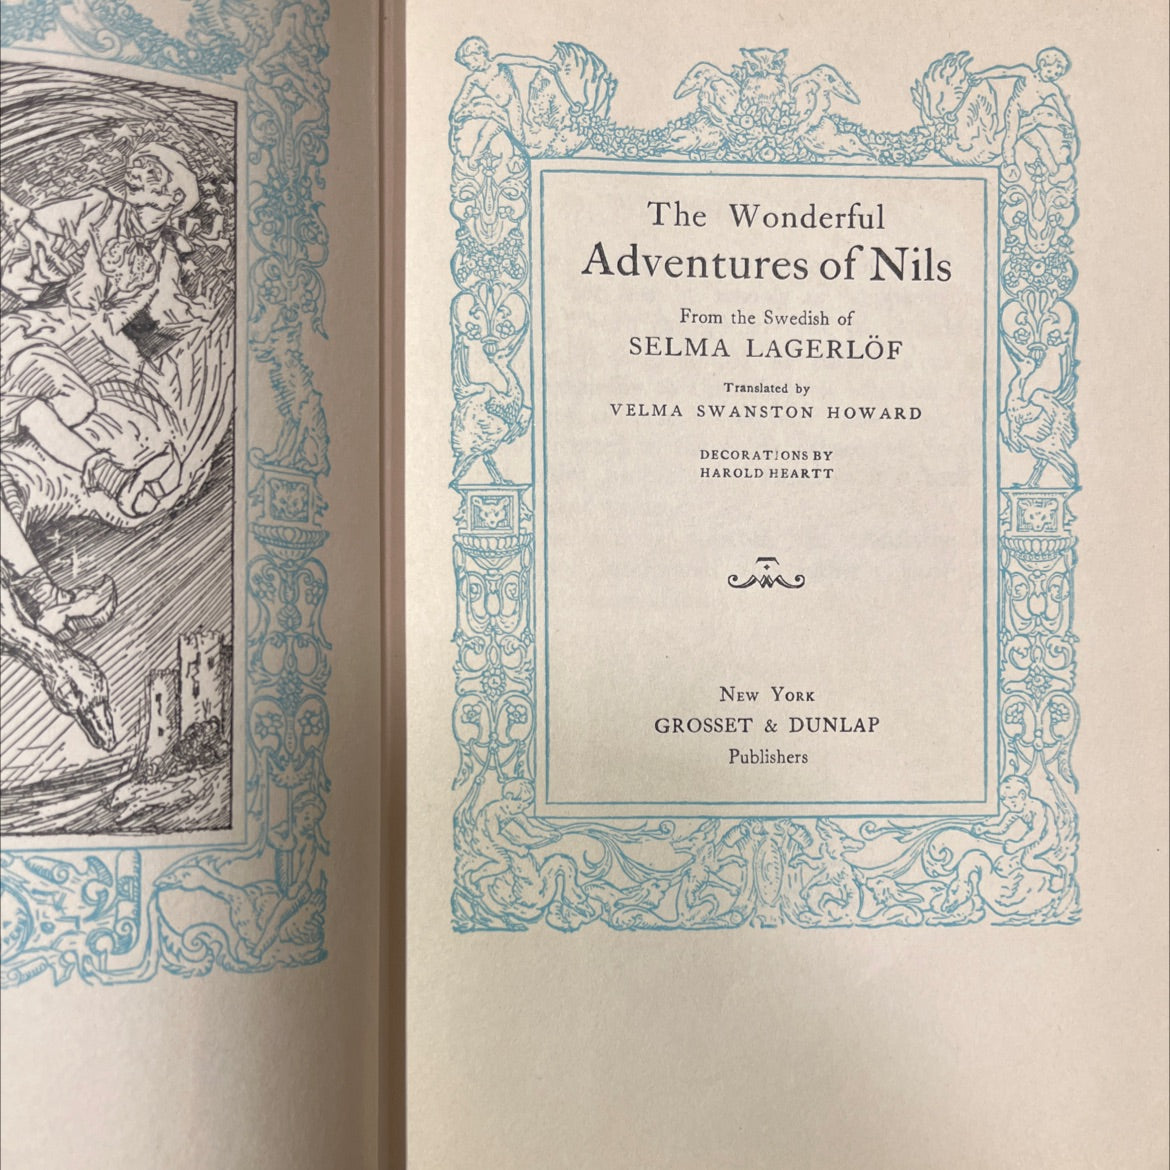 The Wonderful
Adventures of Nils
From the Swedish of
SELMA LAGERLÖF
Translated by
VELMA SWANSTON HOWARD
DECORATIONS BY
HAROLD HEARTT
New York
GROSSET & DUNLAP
Publishers